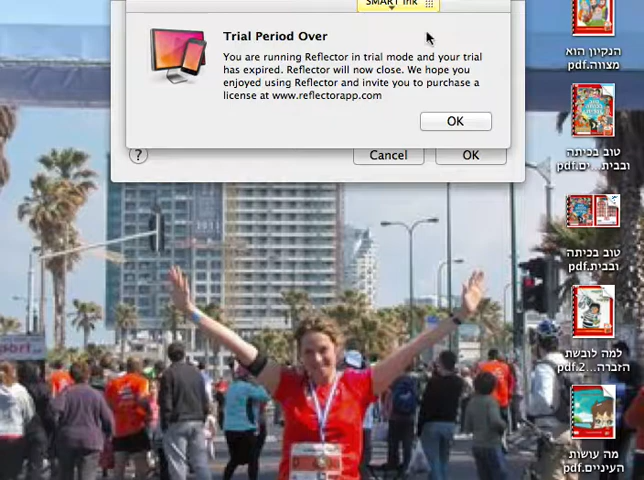 SMART Ink
Trial Period Over
You are running Reflector in trial mode and your trial
has expired. Reflector will now close. We hope you
enjoyed using Reflector and invite you to purchase a
license at www.reflectorapp.com
OK
?
Cancel
OK
הנקיון הוא
מצווה.pdf
טוב בכיתה
ובבית...ים.pdf
טוב בכיתה
ובבית.pdf
למה לובשת
הזברה...2.pdf
מה עושות
העיניים.pdf
port